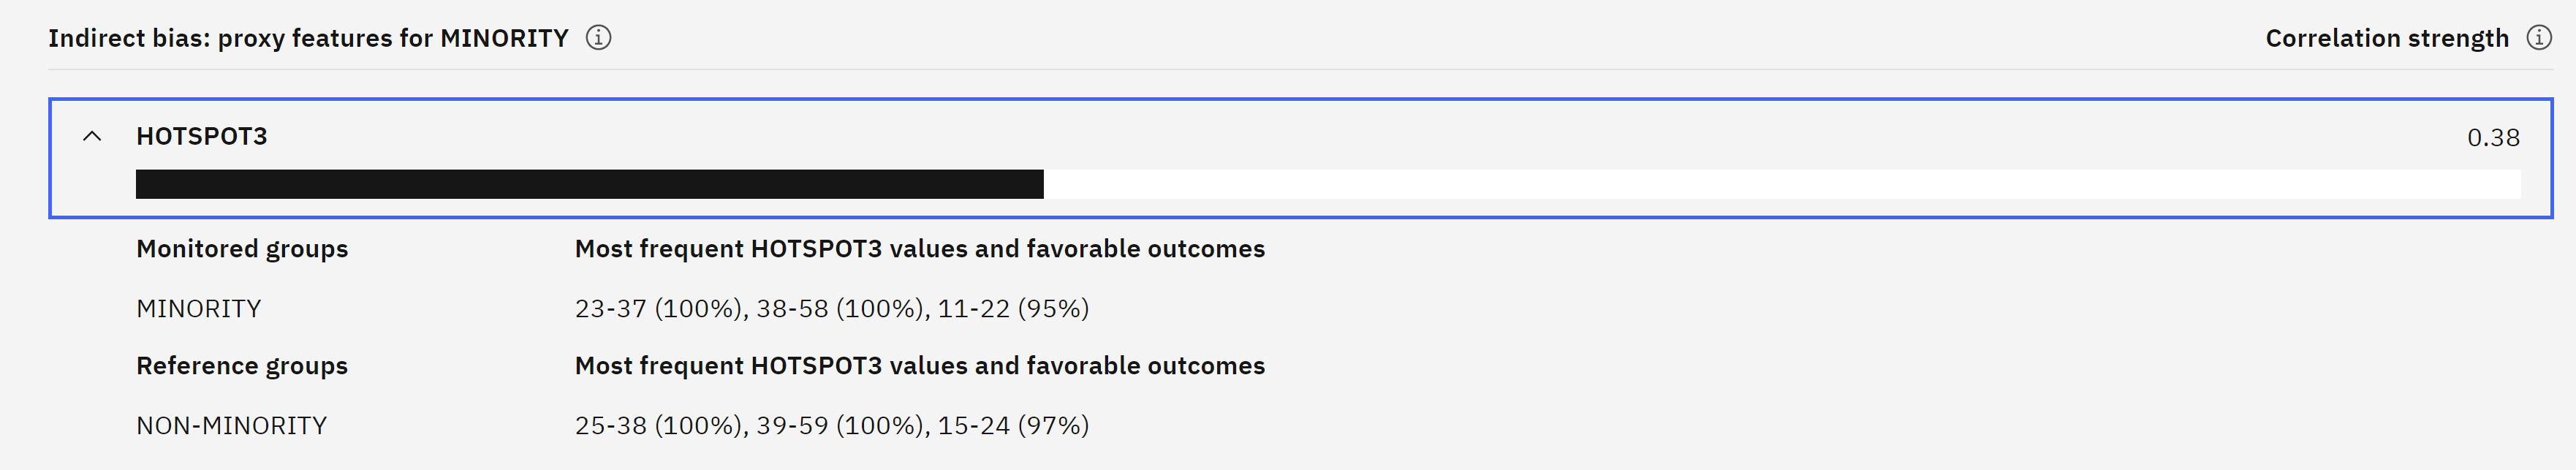 Indirect bias: proxy features for MINORITY Correlation strength
HOTSPOT3 0.38
Monitored groups Most frequent HOTSPOT3 values and favorable outcomes
MINORITY 23-37 (100%), 38-58 (100%), 11-22 (95%)
Reference groups Most frequent HOTSPOT3 values and favorable outcomes
NON-MINORITY 25-38 (100%), 39-59 (100%), 15-24 (97%)